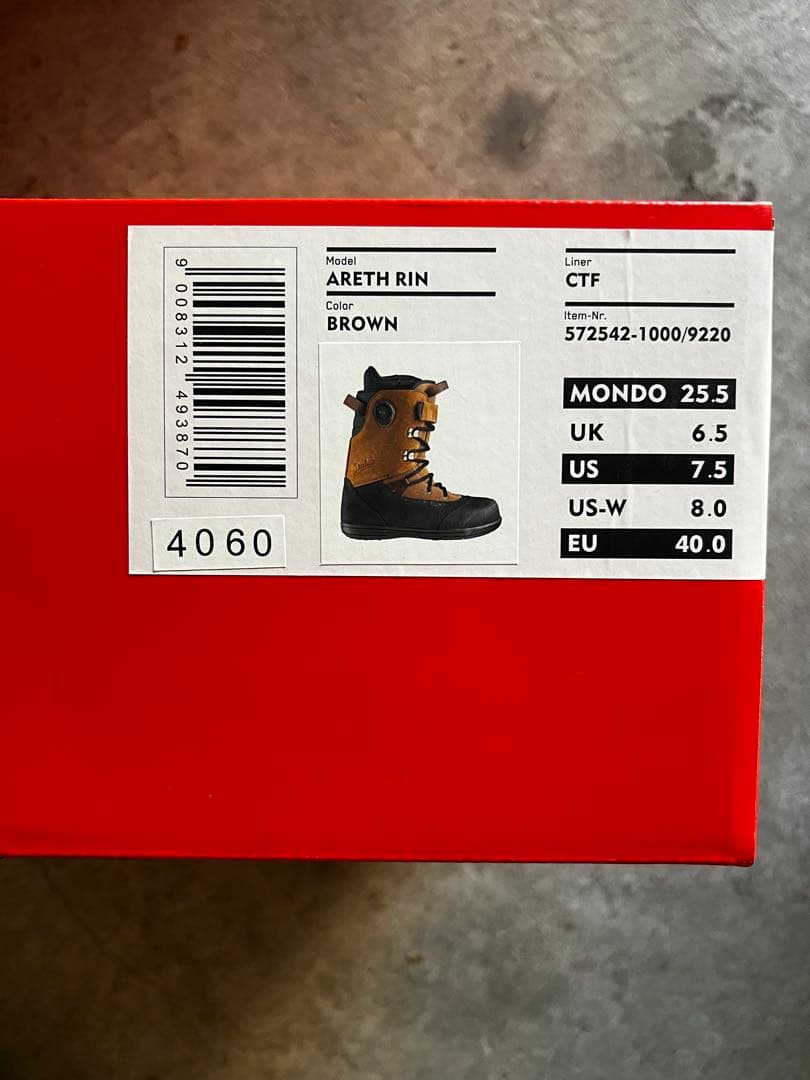 9 008312 493870
4060
Model
ARETH RIN
Color
BROWN
Liner
CTF
Item-Nr.
572542-1000/9220
MONDO 25.5
UK 6.5
US 7.5
US-W 8.0
EU 40.0